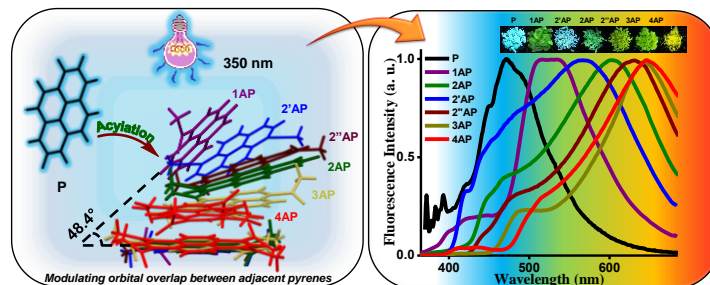 350 nm
1AP
2'AP
2''AP
2AP
3AP
4AP
Acylation
P
48.4°
Modulating orbital overlap between adjacent pyrenes
P 1AP 2'AP 2AP 2''AP 3AP 4AP
P
1AP
2AP
2'AP
2''AP
3AP
4AP
Fluorescence Intensity (a. u.)
1.0
0.5
0.0
400 500 600
Wavelength (nm)